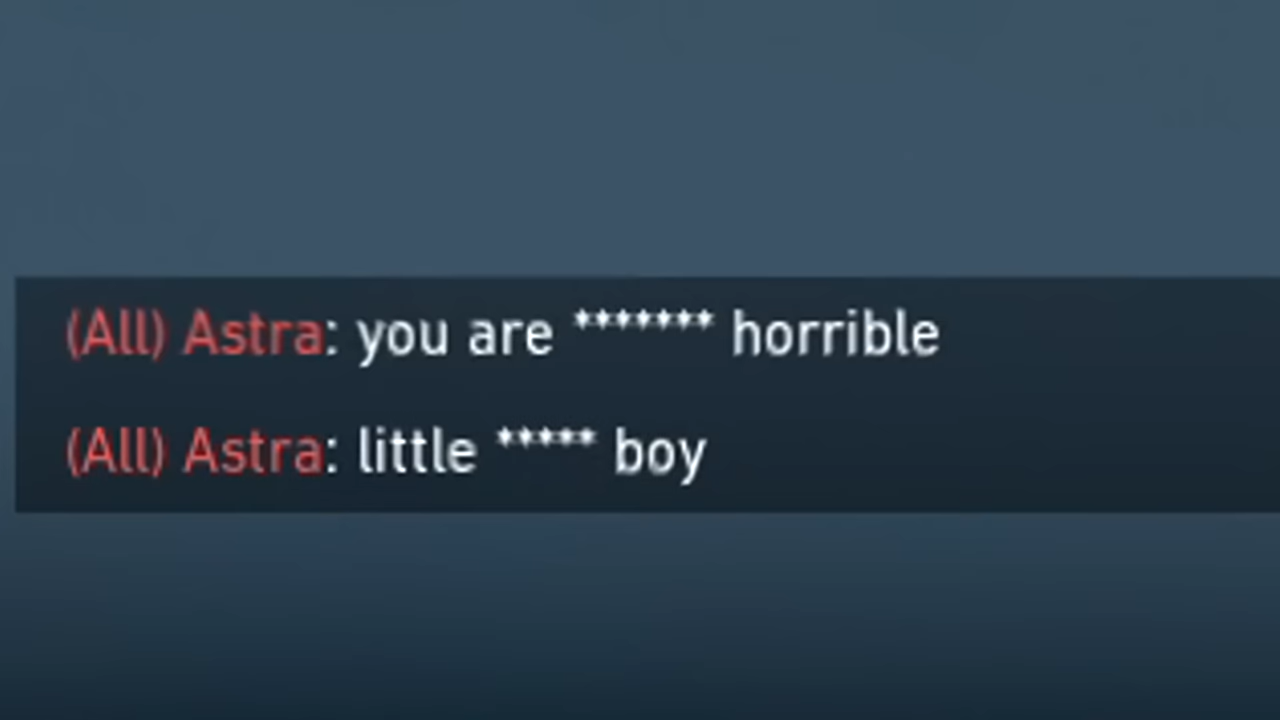 (All) Astra: you are ******* horrible
(All) Astra: little ***** boy